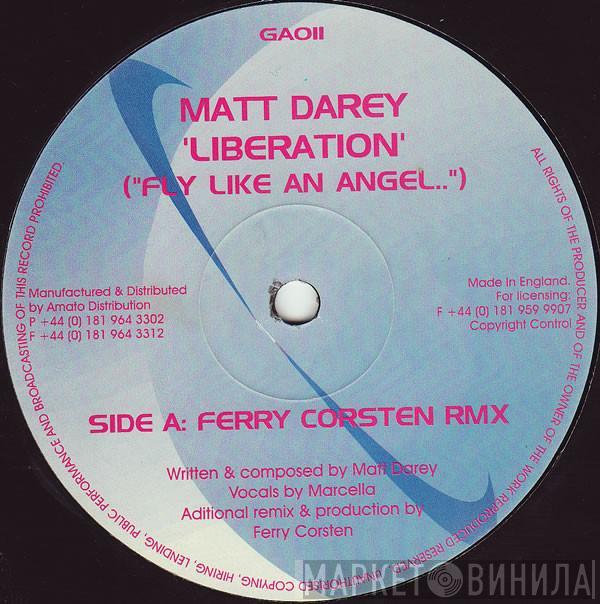 GA011
MATT DAREY
'LIBERATION'
("FLY LIKE AN ANGEL..")
Manufactured & Distributed
by Amato Distribution
P +44 (0) 181 964 3302
F +44 (0) 181 964 3312
Made In England.
For licensing:
F +44 (0) 181 959 9907
Copyright Control
SIDE A: FERRY CORSTEN RMX
Written & composed by Matt Darey
Vocals by Marcella
Aditional remix & production by
Ferry Corsten
ALL RIGHTS OF THE PRODUCER AND OF THE OWNER OF THE WORK REPRODUCED RESERVED. UNAUTHORISED COPYING, HIRING, LENDING, PUBLIC PERFORMANCE AND BROADCASTING OF THIS RECORD PROHIBITED.
МАРКЕТ ВИНИЛА